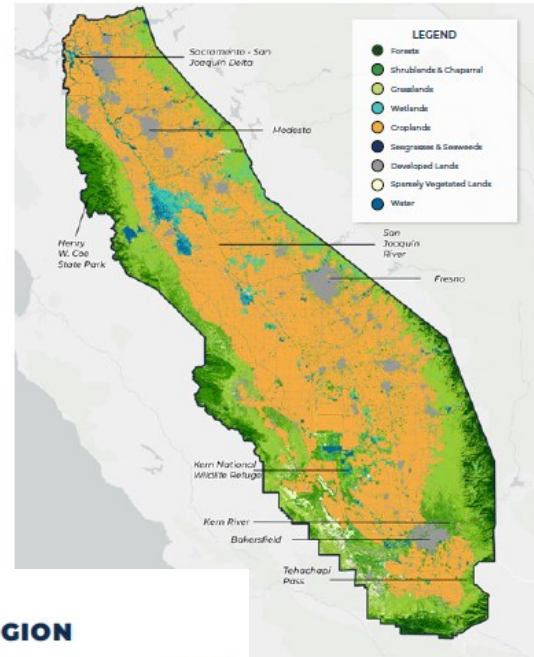 LEGEND
Forests
Shrublands & Chaparral
Grasslands
Wetlands
Croplands
Seagrasses & Seaweeds
Developed Lands
Sparsely Vegetated Lands
Water
Sacramento - San
Joaquin Delta
Modesto
Henry
W. Coe
State Park
San
Joaquin
River
Fresno
Kern National
Wildlife Refuge
Kern River
Bakersfield
Tehachapi
Pass
GION